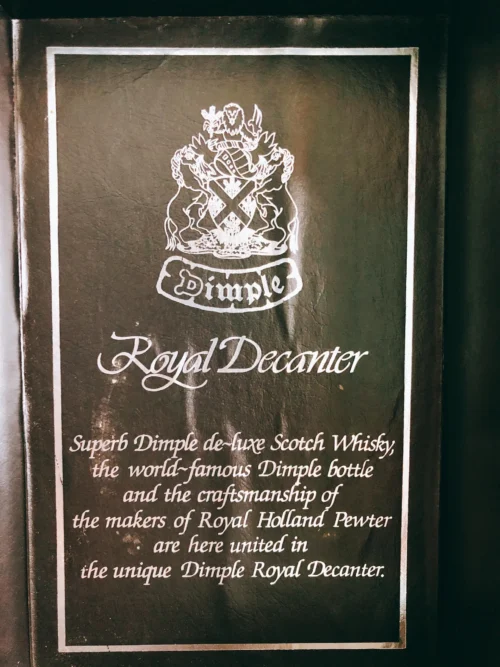 Dimple
Royal Decanter
Superb Dimple de-luxe Scotch Whisky,
the world-famous Dimple bottle
and the craftsmanship of
the makers of Royal Holland Pewter
are here united in
the unique Dimple Royal Decanter.